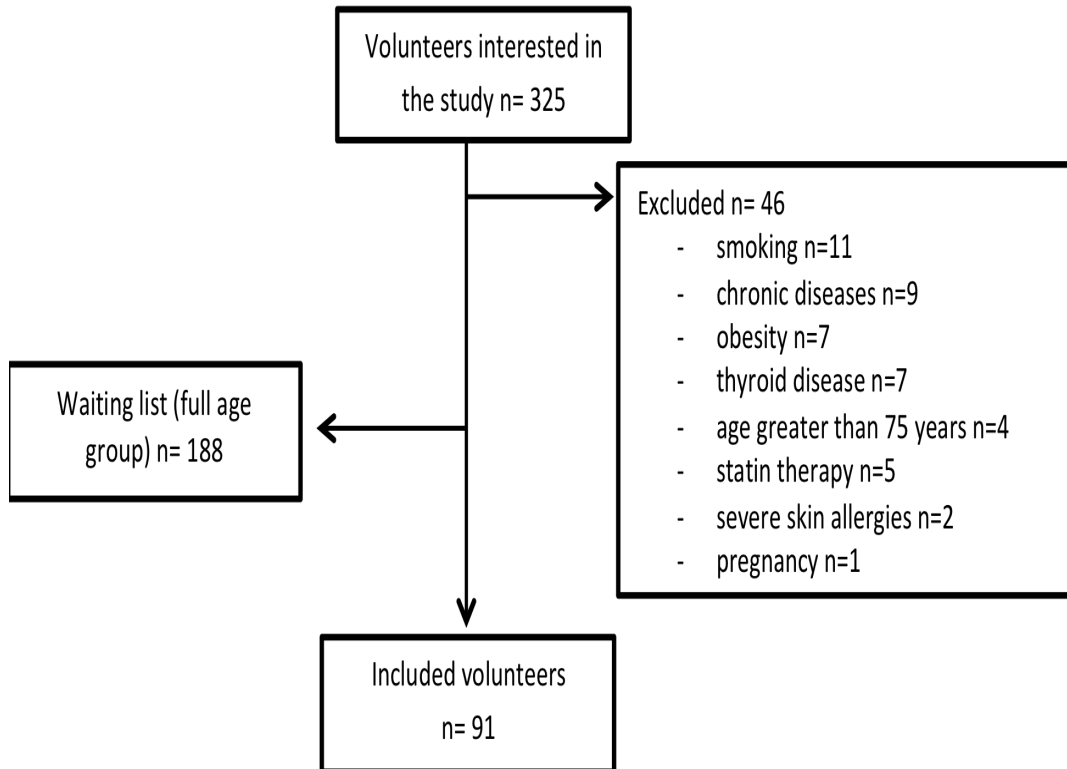 Volunteers interested in
the study n= 325
Excluded n= 46
- smoking n=11
- chronic diseases n=9
- obesity n=7
- thyroid disease n=7
- age greater than 75 years n=4
- statin therapy n=5
- severe skin allergies n=2
- pregnancy n=1
Waiting list (full age
group) n= 188
Included volunteers
n= 91